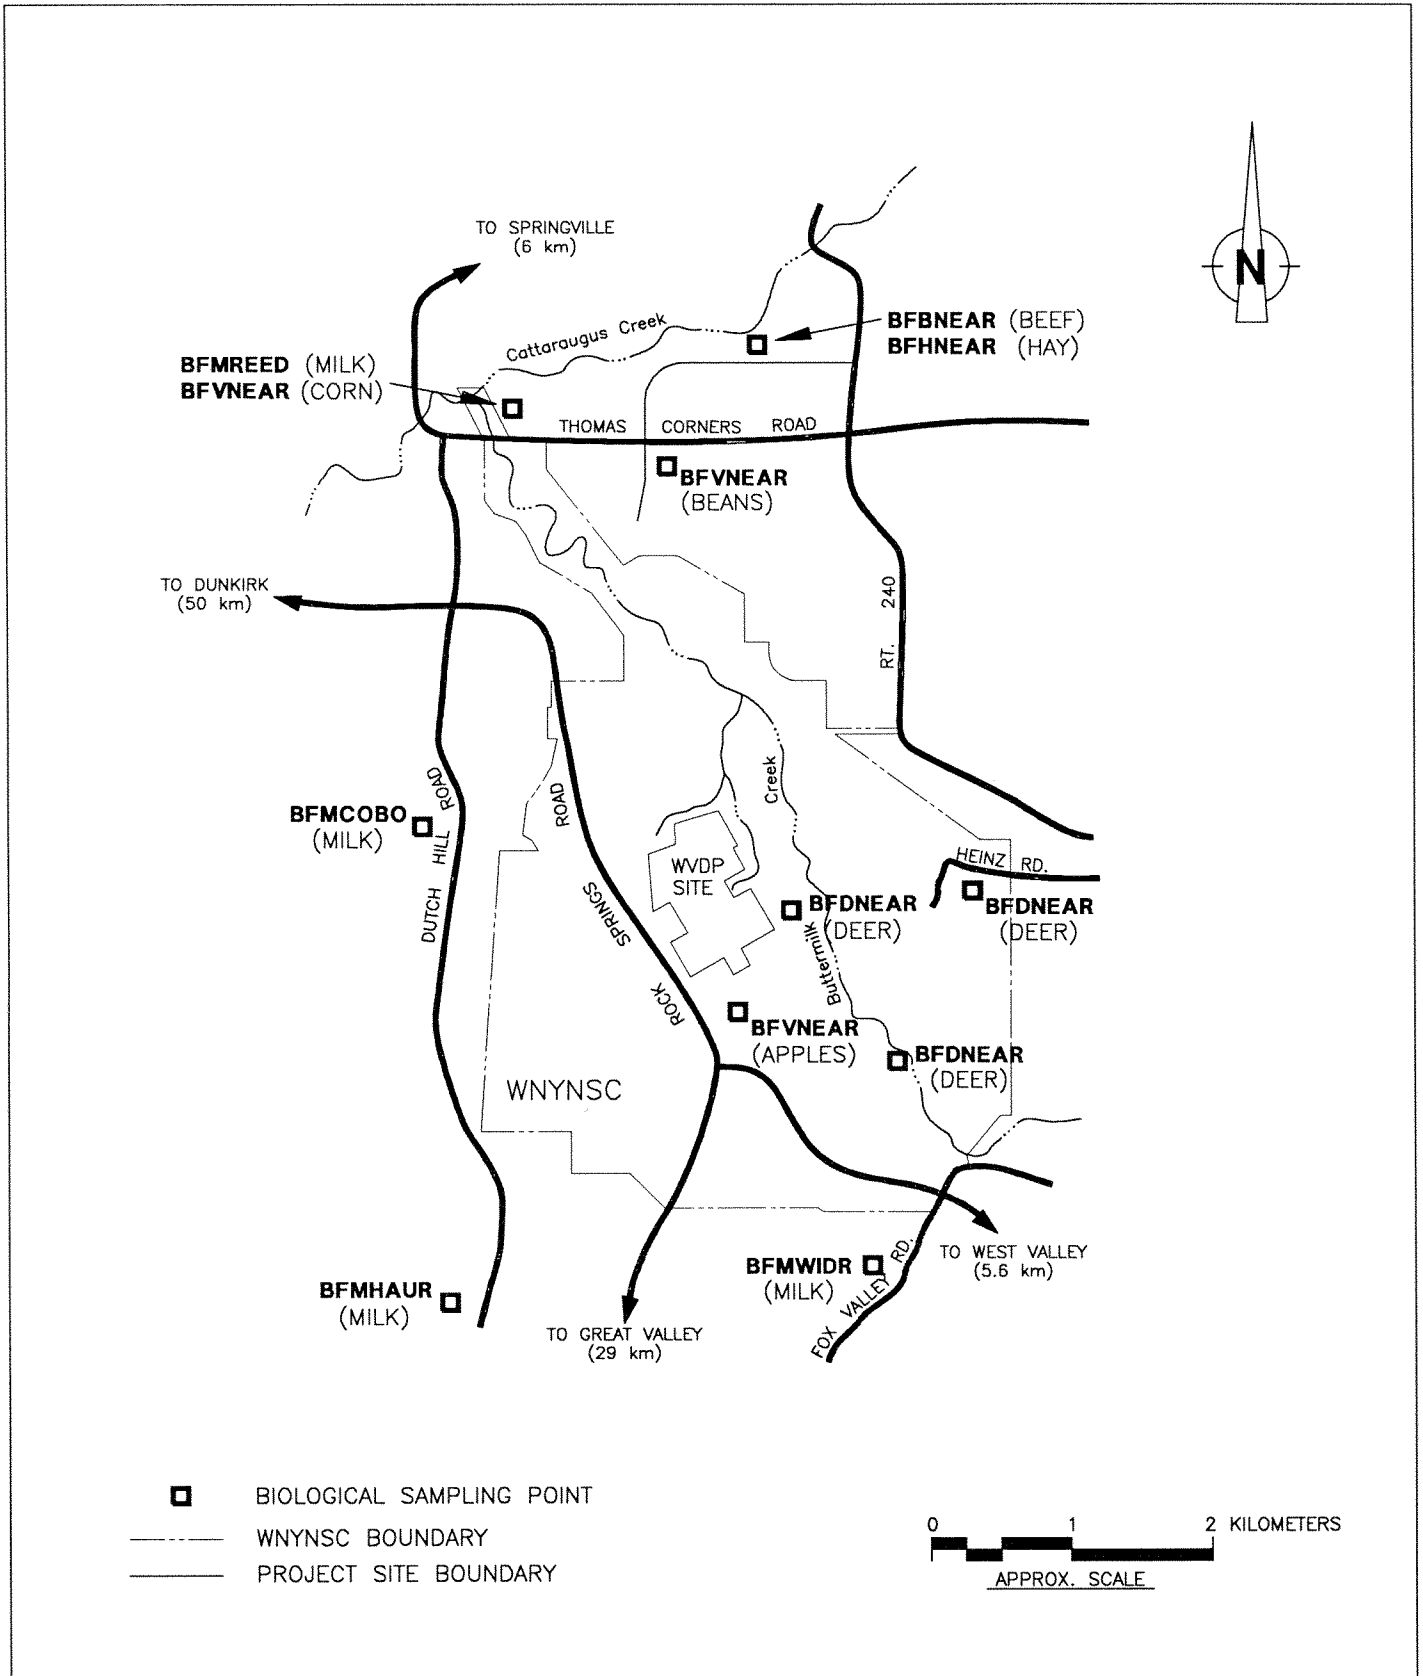 TO SPRINGVILLE
(6 km)
N
Cattaraugus Creek
BFBNEAR (BEEF)
BFHNEAR (HAY)
BFMREED (MILK)
BFVNEAR (CORN)
THOMAS CORNERS ROAD
BFVNEAR
(BEANS)
TO DUNKIRK
(50 km)
RT. 240
Buttermilk Creek
DUTCH HILL ROAD
ROCK SPRINGS ROAD
BFMCOBO
(MILK)
WVDP
SITE
HEINZ RD.
BFDNEAR
(DEER)
BFDNEAR
(DEER)
BFVNEAR
(APPLES)
BFDNEAR
(DEER)
WNYNSC
BFMWIDR
(MILK)
FOX VALLEY RD.
TO WEST VALLEY
(5.6 km)
BFMHAUR
(MILK)
TO GREAT VALLEY
(29 km)
BIOLOGICAL SAMPLING POINT
WNYNSC BOUNDARY
PROJECT SITE BOUNDARY
0 1 2 KILOMETERS
APPROX. SCALE